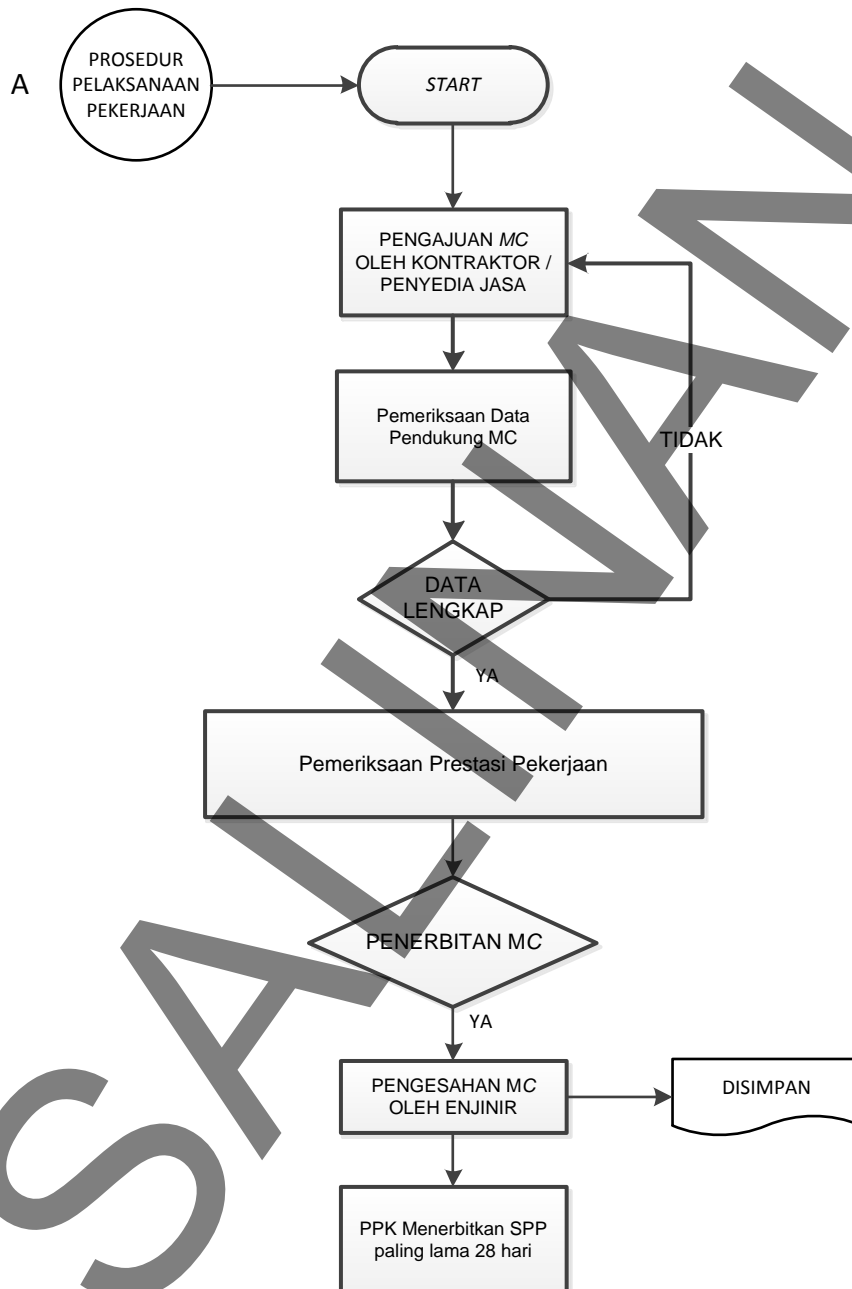 A
PROSEDUR
PELAKSANAAN
PEKERJAAN
START
PENGAJUAN MC
OLEH KONTRAKTOR /
PENYEDIA JASA
Pemeriksaan Data
Pendukung MC
TIDAK
DATA
LENGKAP
YA
Pemeriksaan Prestasi Pekerjaan
PENERBITAN MC
YA
PENGESAHAN MC
OLEH ENJINIR
DISIMPAN
PPK Menerbitkan SPP
paling lama 28 hari
SALINAN